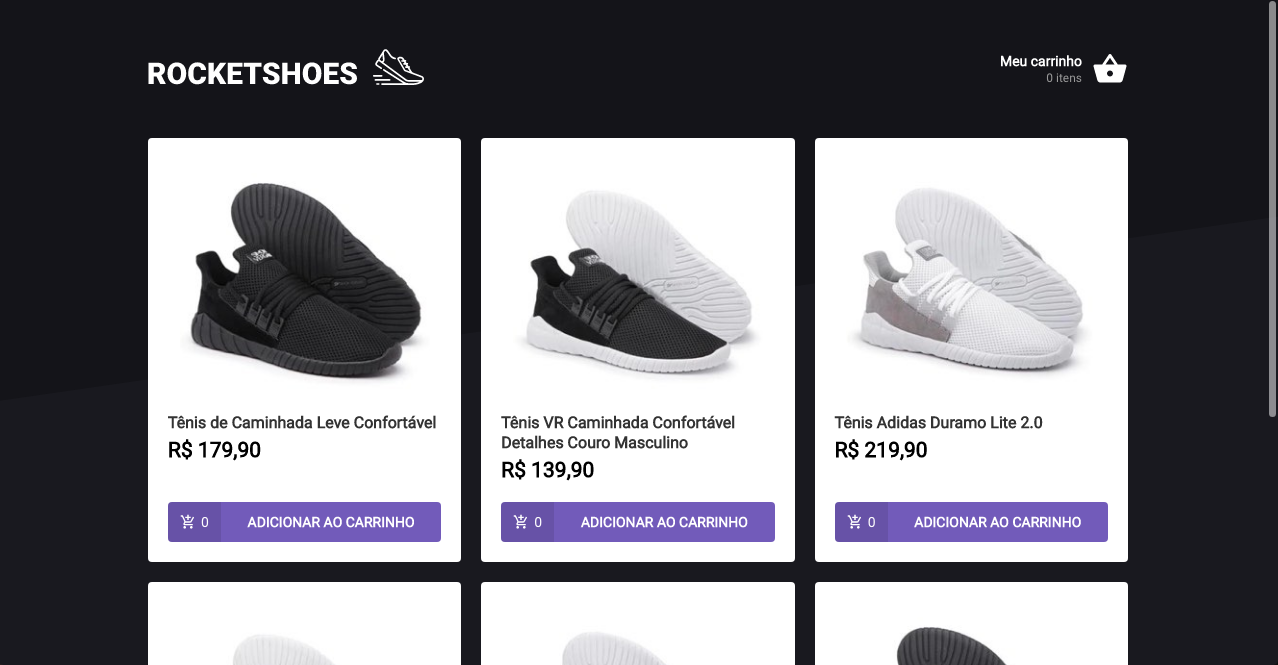 ROCKETSHOES
Meu carrinho
0 itens
Tênis de Caminhada Leve Confortável
R$ 179,90
0 ADICIONAR AO CARRINHO
Tênis VR Caminhada Confortável
Detalhes Couro Masculino
R$ 139,90
0 ADICIONAR AO CARRINHO
Tênis Adidas Duramo Lite 2.0
R$ 219,90
0 ADICIONAR AO CARRINHO